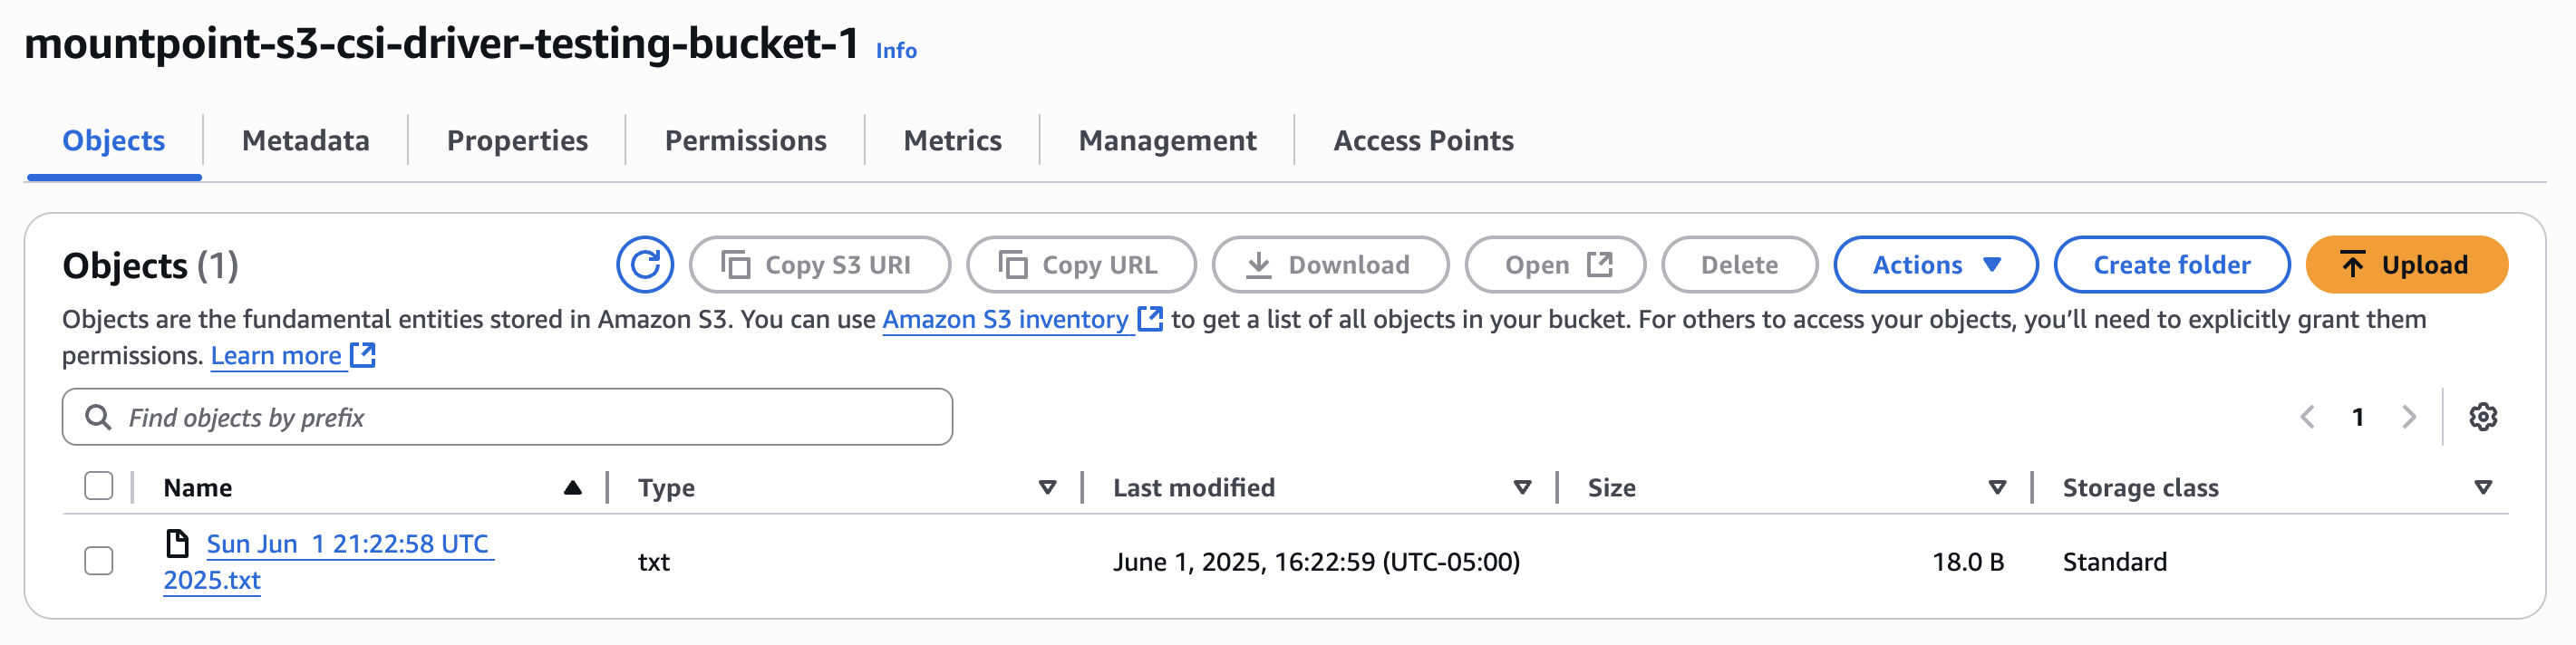 mountpoint-s3-csi-driver-testing-bucket-1 Info
Objects Metadata Properties Permissions Metrics Management Access Points
Objects (1) Copy S3 URI Copy URL Download Open Delete Actions Create folder Upload
Objects are the fundamental entities stored in Amazon S3. You can use Amazon S3 inventory to get a list of all objects in your bucket. For others to access your objects, you’ll need to explicitly grant them
permissions. Learn more
Find objects by prefix 1
Name Type Last modified Size Storage class
Sun Jun  1 21:22:58 UTC
2025.txt txt June 1, 2025, 16:22:59 (UTC-05:00) 18.0 B Standard